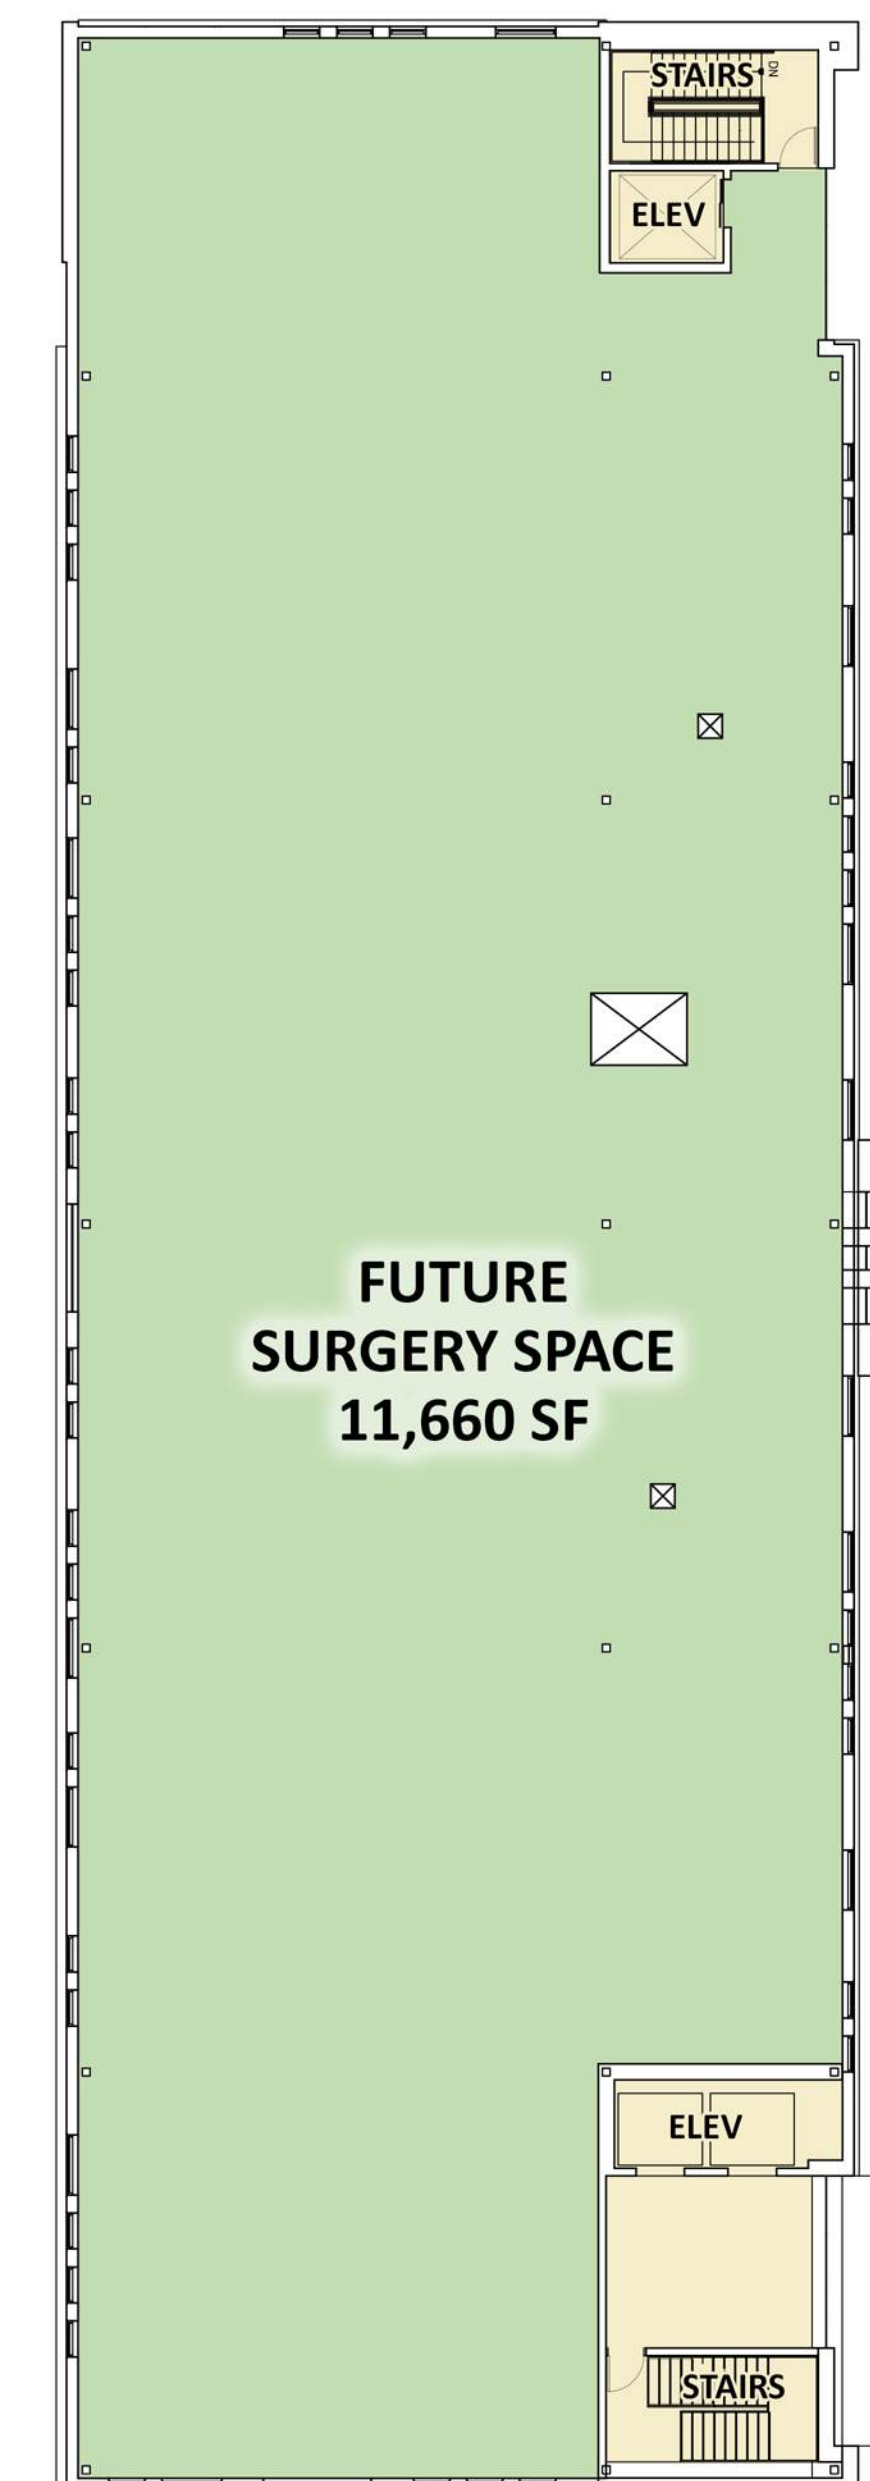 STAIRS
DN
ELEV
FUTURE
SURGERY SPACE
11,660 SF
ELEV
STAIRS